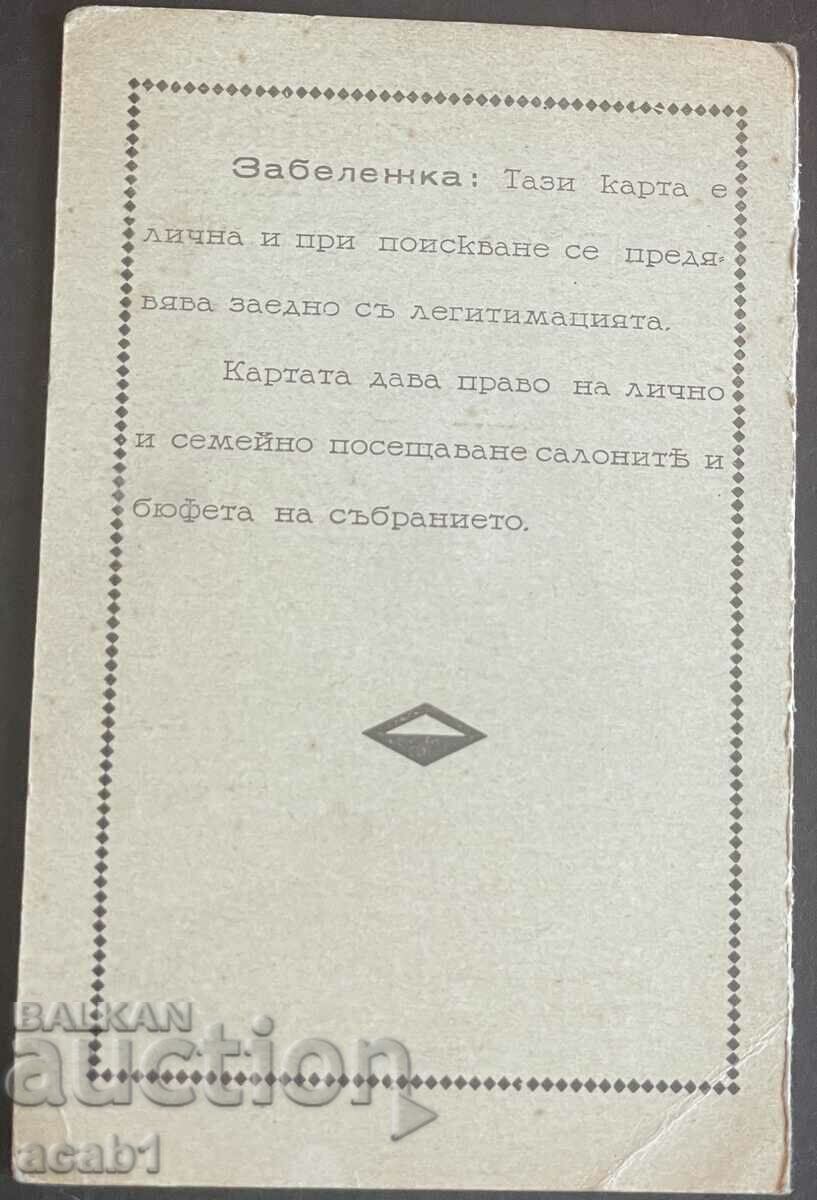 Забележка: Тази карта е
лична и при поискване се предя-
вява заедно съ легитимацията.
Картата дава право на лично
и семейно посещаване салонитѣ и
бюфета на събранието.
BALKAN
auction
acab1